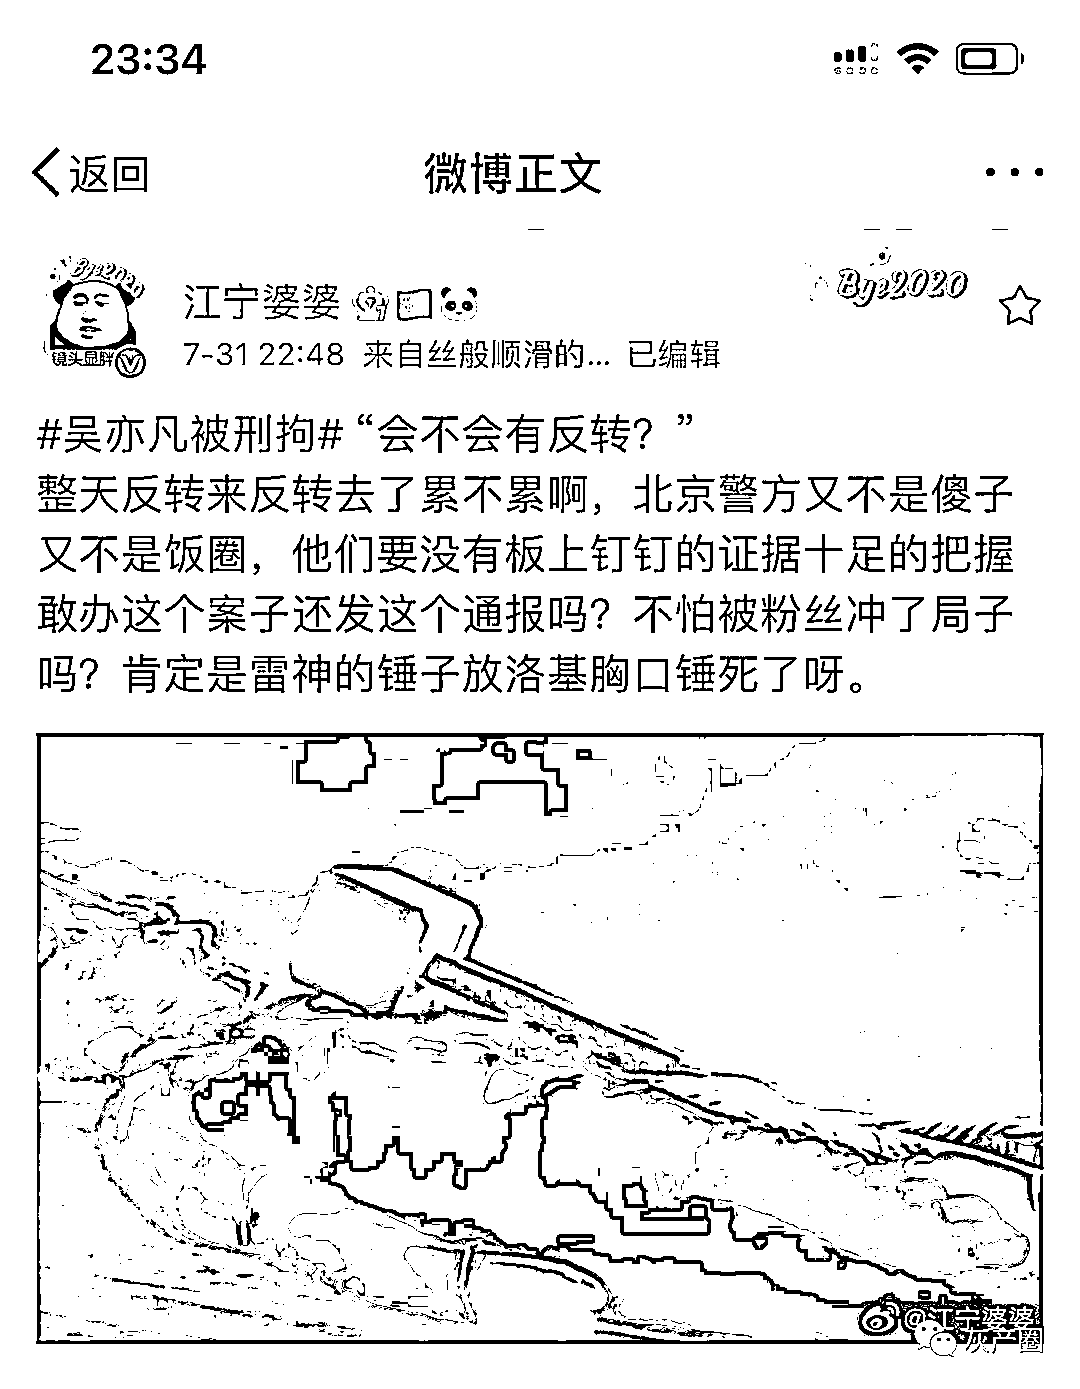 23:34
返回 微博正文
Bye2020 Bye2020
江宁婆婆
镜头显胖
7-31 22:48 来自丝般顺滑的... 已编辑
#吴亦凡被刑拘# “会不会有反转？”
整天反转来反转去了累不累啊，北京警方又不是傻子
又不是饭圈，他们要没有板上钉钉的证据十足的把握
敢办这个案子还发这个通报吗？不怕被粉丝冲了局子
吗？肯定是雷神的锤子放洛基胸口锤死了呀。
@江宁婆婆
灰产圈